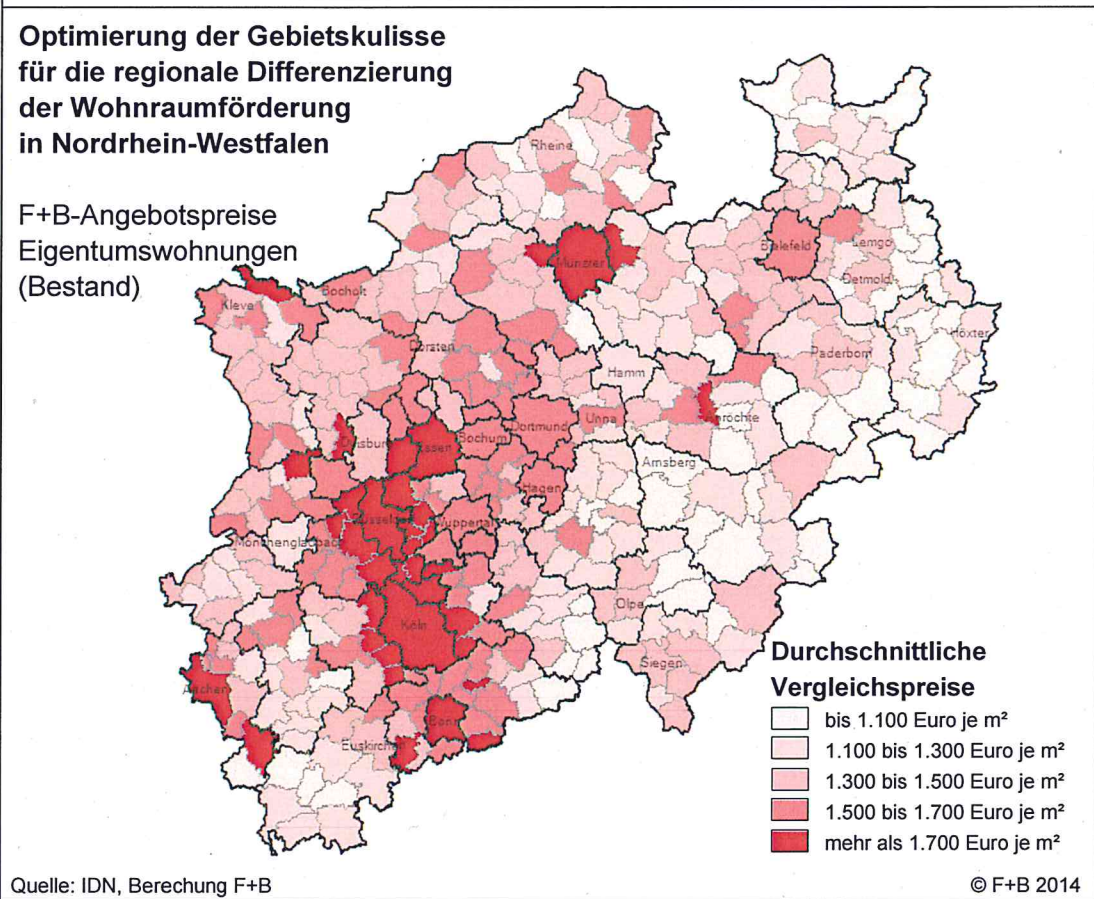 Optimierung der Gebietskulisse
für die regionale Differenzierung
der Wohnraumförderung
in Nordrhein-Westfalen
F+B-Angebotspreise
Eigentumswohnungen
(Bestand)
Rheine
Bielefeld
Lemgo
Münster
Detmold
Kleve
Bocholt
Höxter
Dorsten
Paderborn
Hamm
Unna
Dortmund
Bochum
Essen
Duisburg
Arnsberg
Hagen
Düsseldorf
Wuppertal
Mönchengladbach
Olpe
Köln
Siegen
Aachen
Bonn
Euskirchen
Durchschnittliche
Vergleichspreise
bis 1.100 Euro je m²
1.100 bis 1.300 Euro je m²
1.300 bis 1.500 Euro je m²
1.500 bis 1.700 Euro je m²
mehr als 1.700 Euro je m²
Quelle: IDN, Berechung F+B
© F+B 2014